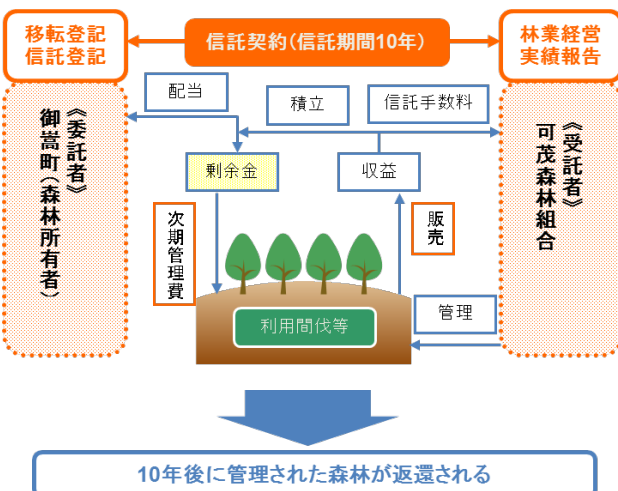 移転登記
信託登記
信託契約(信託期間10年)
林業経営
実績報告
配当
積立
信託手数料
《委託者》
御嵩町(森林所有者)
剰余金
収益
《受託者》
可茂森林組合
次期管理費
販売
管理
利用間伐等
10年後に管理された森林が返還される